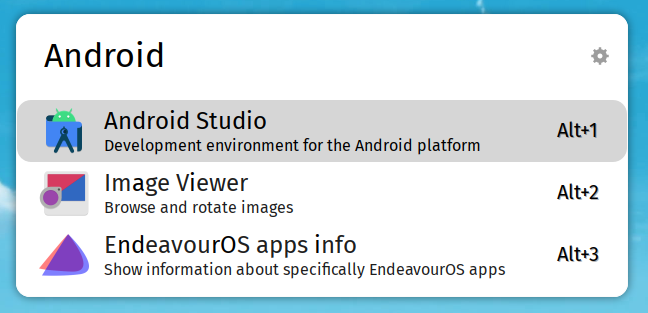 Android
Android Studio
Development environment for the Android platform
Alt+1
Image Viewer
Browse and rotate images
Alt+2
EndeavourOS apps info
Show information about specifically EndeavourOS apps
Alt+3